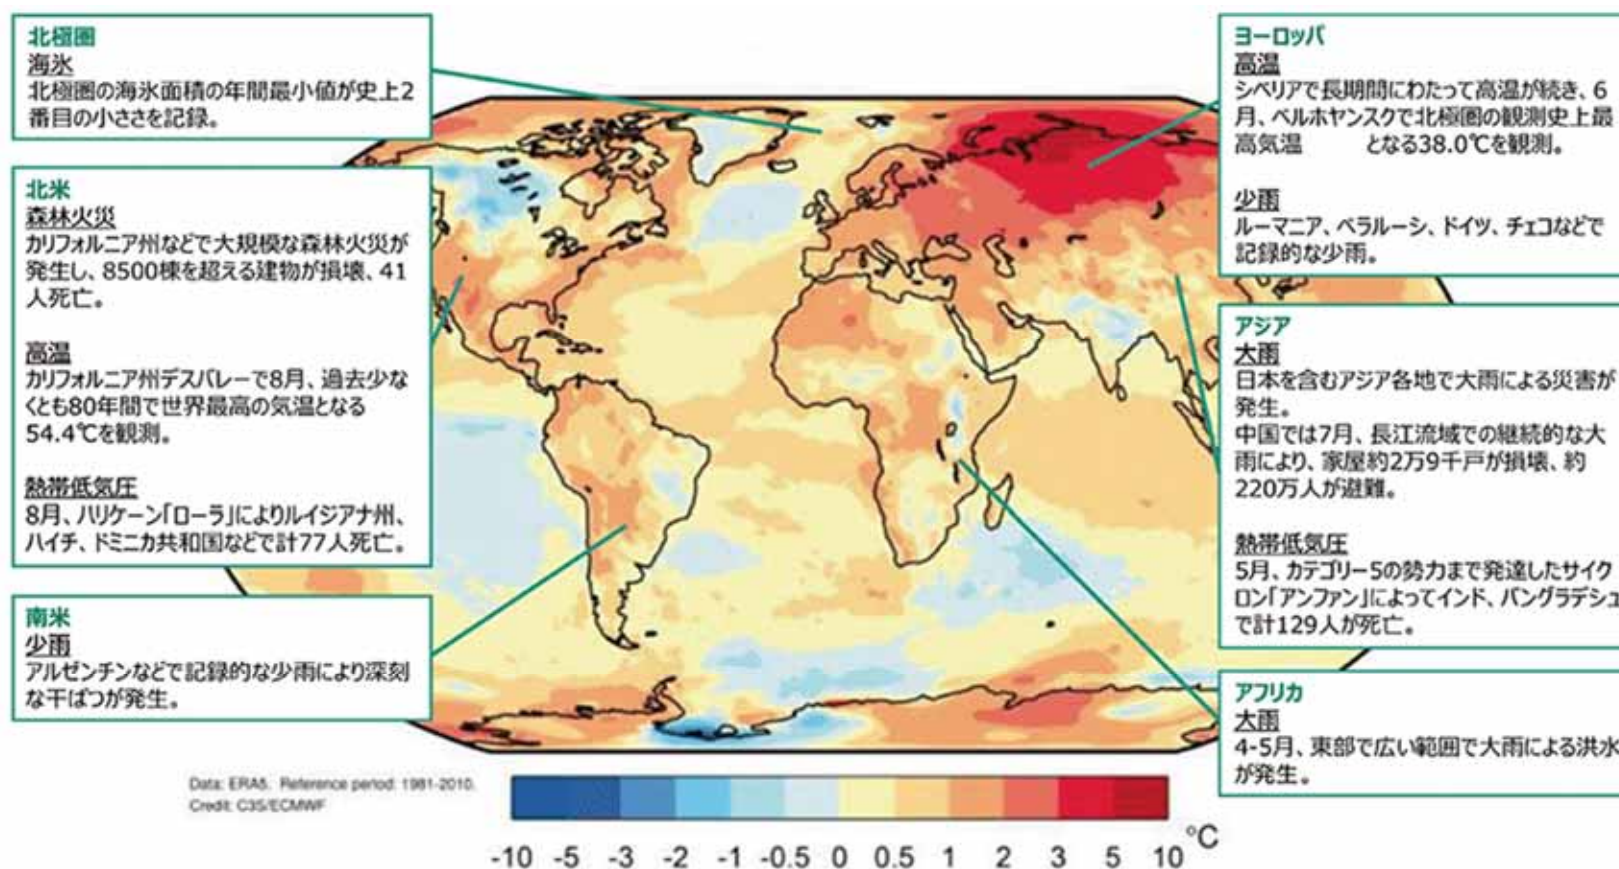 北極圏
海氷
北極圏の海氷面積の年間最小値が史上2
番目の小ささを記録。
北米
森林火災
カリフォルニア州などで大規模な森林火災が
発生し、8500棟を超える建物が損壊、41
人死亡。
高温
カリフォルニア州デスバレーで8月、過去少な
くとも80年間で世界最高の気温となる
54.4℃を観測。
熱帯低気圧
8月、ハリケーン「ローラ」によりルイジアナ州、
ハイチ、ドミニカ共和国などで計77人死亡。
南米
少雨
アルゼンチンなどで記録的な少雨により深刻
な干ばつが発生。
ヨーロッパ
高温
シベリアで長期間にわたって高温が続き、6
月、ベルホヤンスクで北極圏の観測史上最
高気温 となる38.0℃を観測。
少雨
ルーマニア、ベラルーシ、ドイツ、チェコなどで
記録的な少雨。
アジア
大雨
日本を含むアジア各地で大雨による災害が
発生。
中国では7月、長江流域での継続的な大
雨により、家屋約2万9千戸が損壊、約
220万人が避難。
熱帯低気圧
5月、カテゴリー5の勢力まで発達したサイク
ロン「アンファン」によってインド、バングラデシュ
で計129人が死亡。
アフリカ
大雨
4-5月、東部で広い範囲で大雨による洪水
が発生。
Data: ERA5. Reference period: 1981-2010.
Credit: C3S/ECMWF
℃
-10 -5 -3 -2 -1 -0.5 0 0.5 1 2 3 5 10